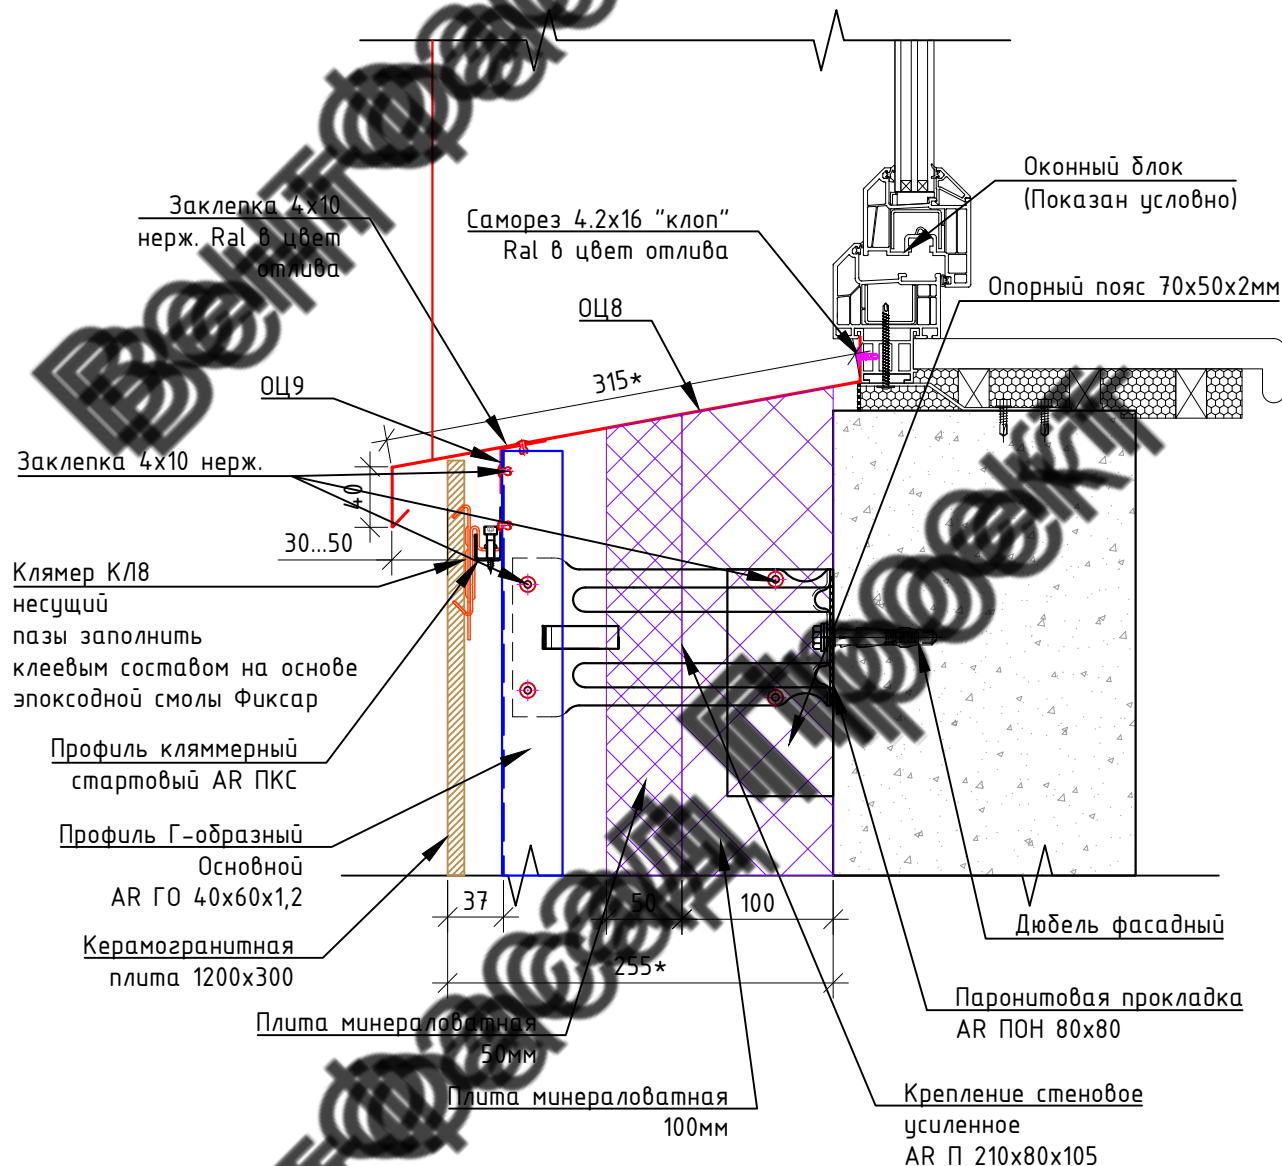 Оконный блок
(Показан условно)
Заклепка 4х10
нерж. Ral в цвет
отлива
Саморез 4.2х16 "клоп"
Ral в цвет отлива
Опорный пояс 70х50х2мм
ОЦ8
315*
ОЦ9
Заклепка 4х10 нерж.
40
30...50
Клямер КЛ8
несущий
пазы заполнить
клеевым составом на основе
эпоксодной смолы Фиксар
Профиль кляммерный
стартовый AR ПКС
Профиль Г-образный
Основной
AR ГО 40х60х1,2
37
50
100
Керамогранитная
плита 1200х300
255*
Дюбель фасадный
Паронитовая прокладка
AR ПОН 80х80
Плита минераловатная
50мм
Плита минераловатная
100мм
Крепление стеновое
усиленное
AR П 210х80х105